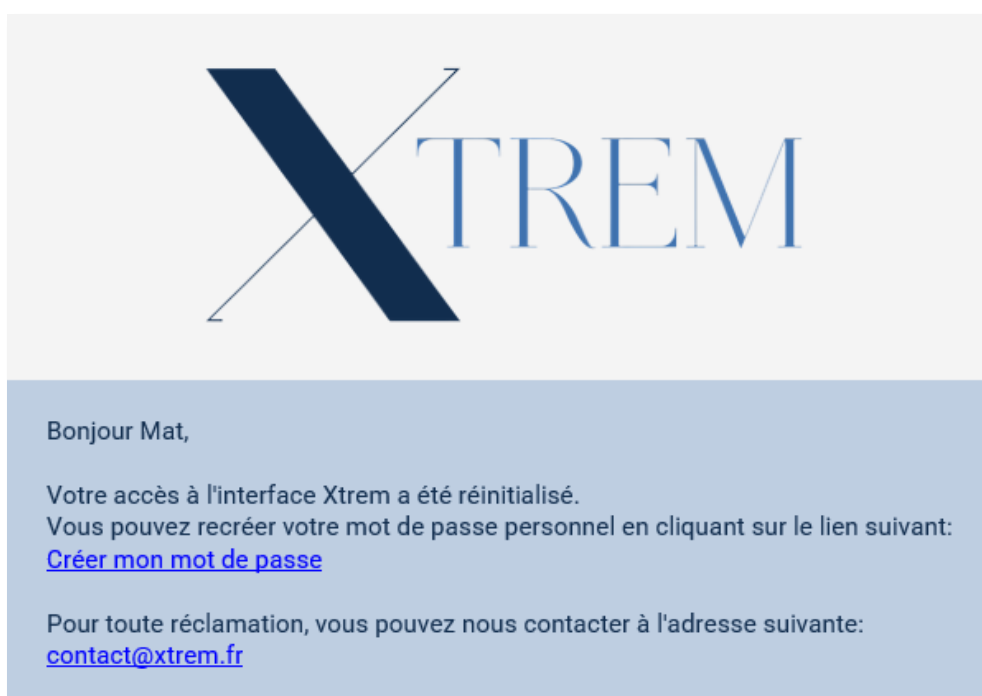 XTREM
Bonjour Mat,
Votre accès à l'interface Xtrem a été réinitialisé.
Vous pouvez recréer votre mot de passe personnel en cliquant sur le lien suivant:
Créer mon mot de passe
Pour toute réclamation, vous pouvez nous contacter à l'adresse suivante:
contact@xtrem.fr